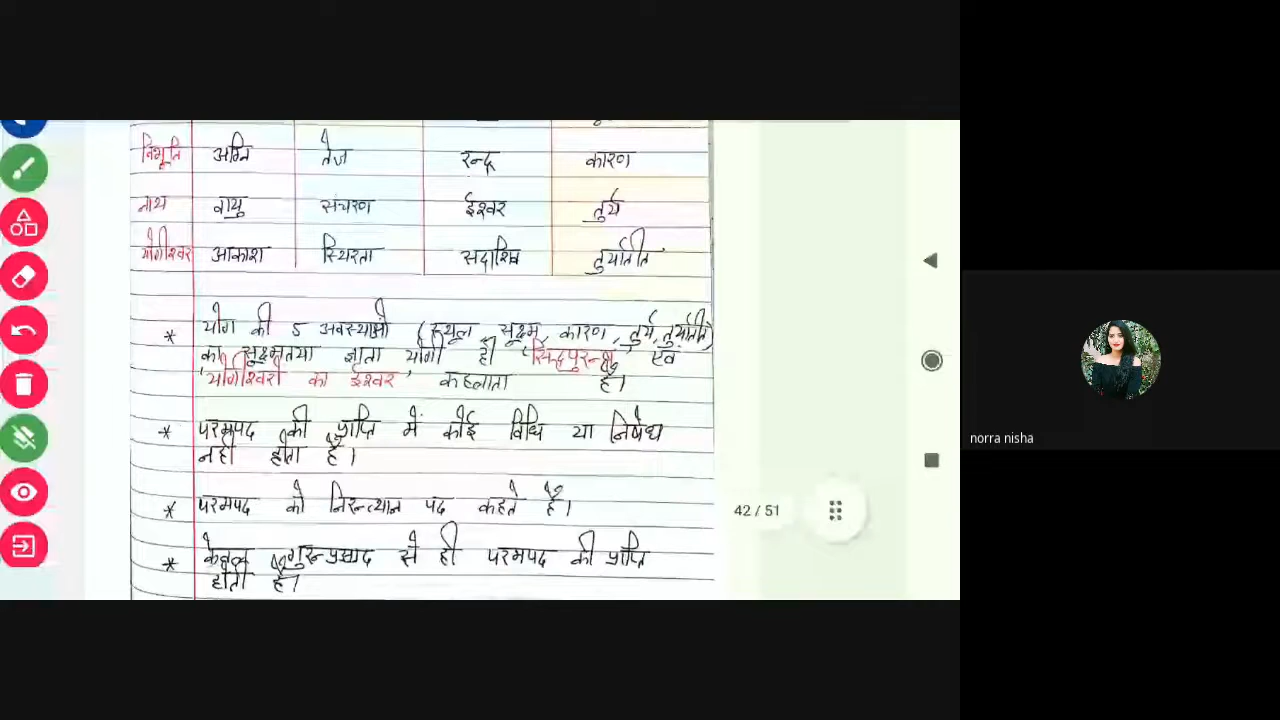 विभूति अग्नि तेज रुद्र कारण
नाथ वायु संचरण ईश्वर तुर्य
योगीश्वर आकाश स्थिरता सदाशिव तुर्यातीत
* योग की 5 अवस्थाओं (स्थूल, सूक्ष्म, कारण, तुर्य, तुर्यातीत)
का सूक्ष्मतया ज्ञाता योगी ही 'सिद्धपुरुष' एवं
'योगीश्वरों का ईश्वर' कहलाता है।
* परमपद की प्राप्ति में कोई विधि या निषेध
नहीं होता है।
* परमपद को पद कहते है।
* केवल गुरुप्रसाद से ही परमपद की प्राप्ति
होती है।
42 / 51
norra nisha